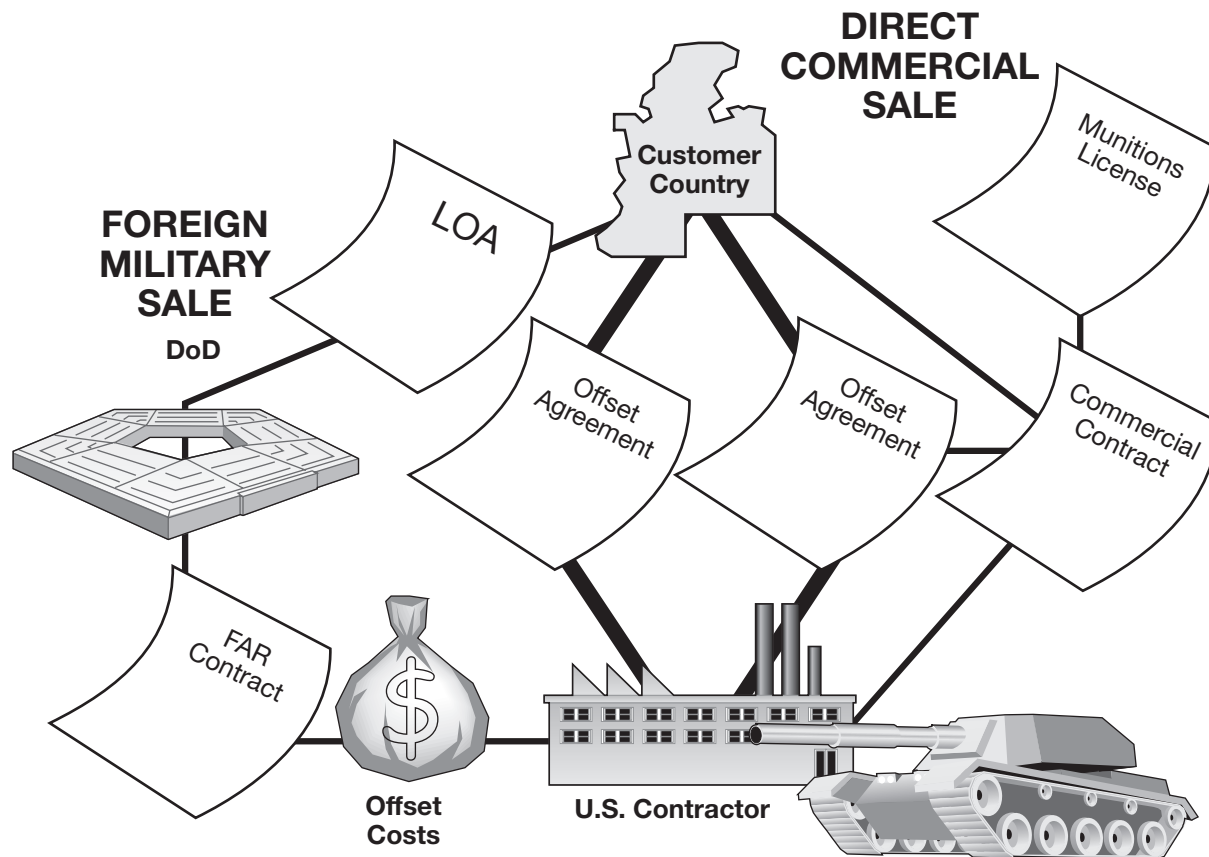 DIRECT
COMMERCIAL
SALE
Munitions
License
Customer
Country
LOA
FOREIGN
MILITARY
SALE
DoD
Offset
Agreement
Offset
Agreement
Commercial
Contract
FAR
Contract
$
Offset
Costs
U.S. Contractor